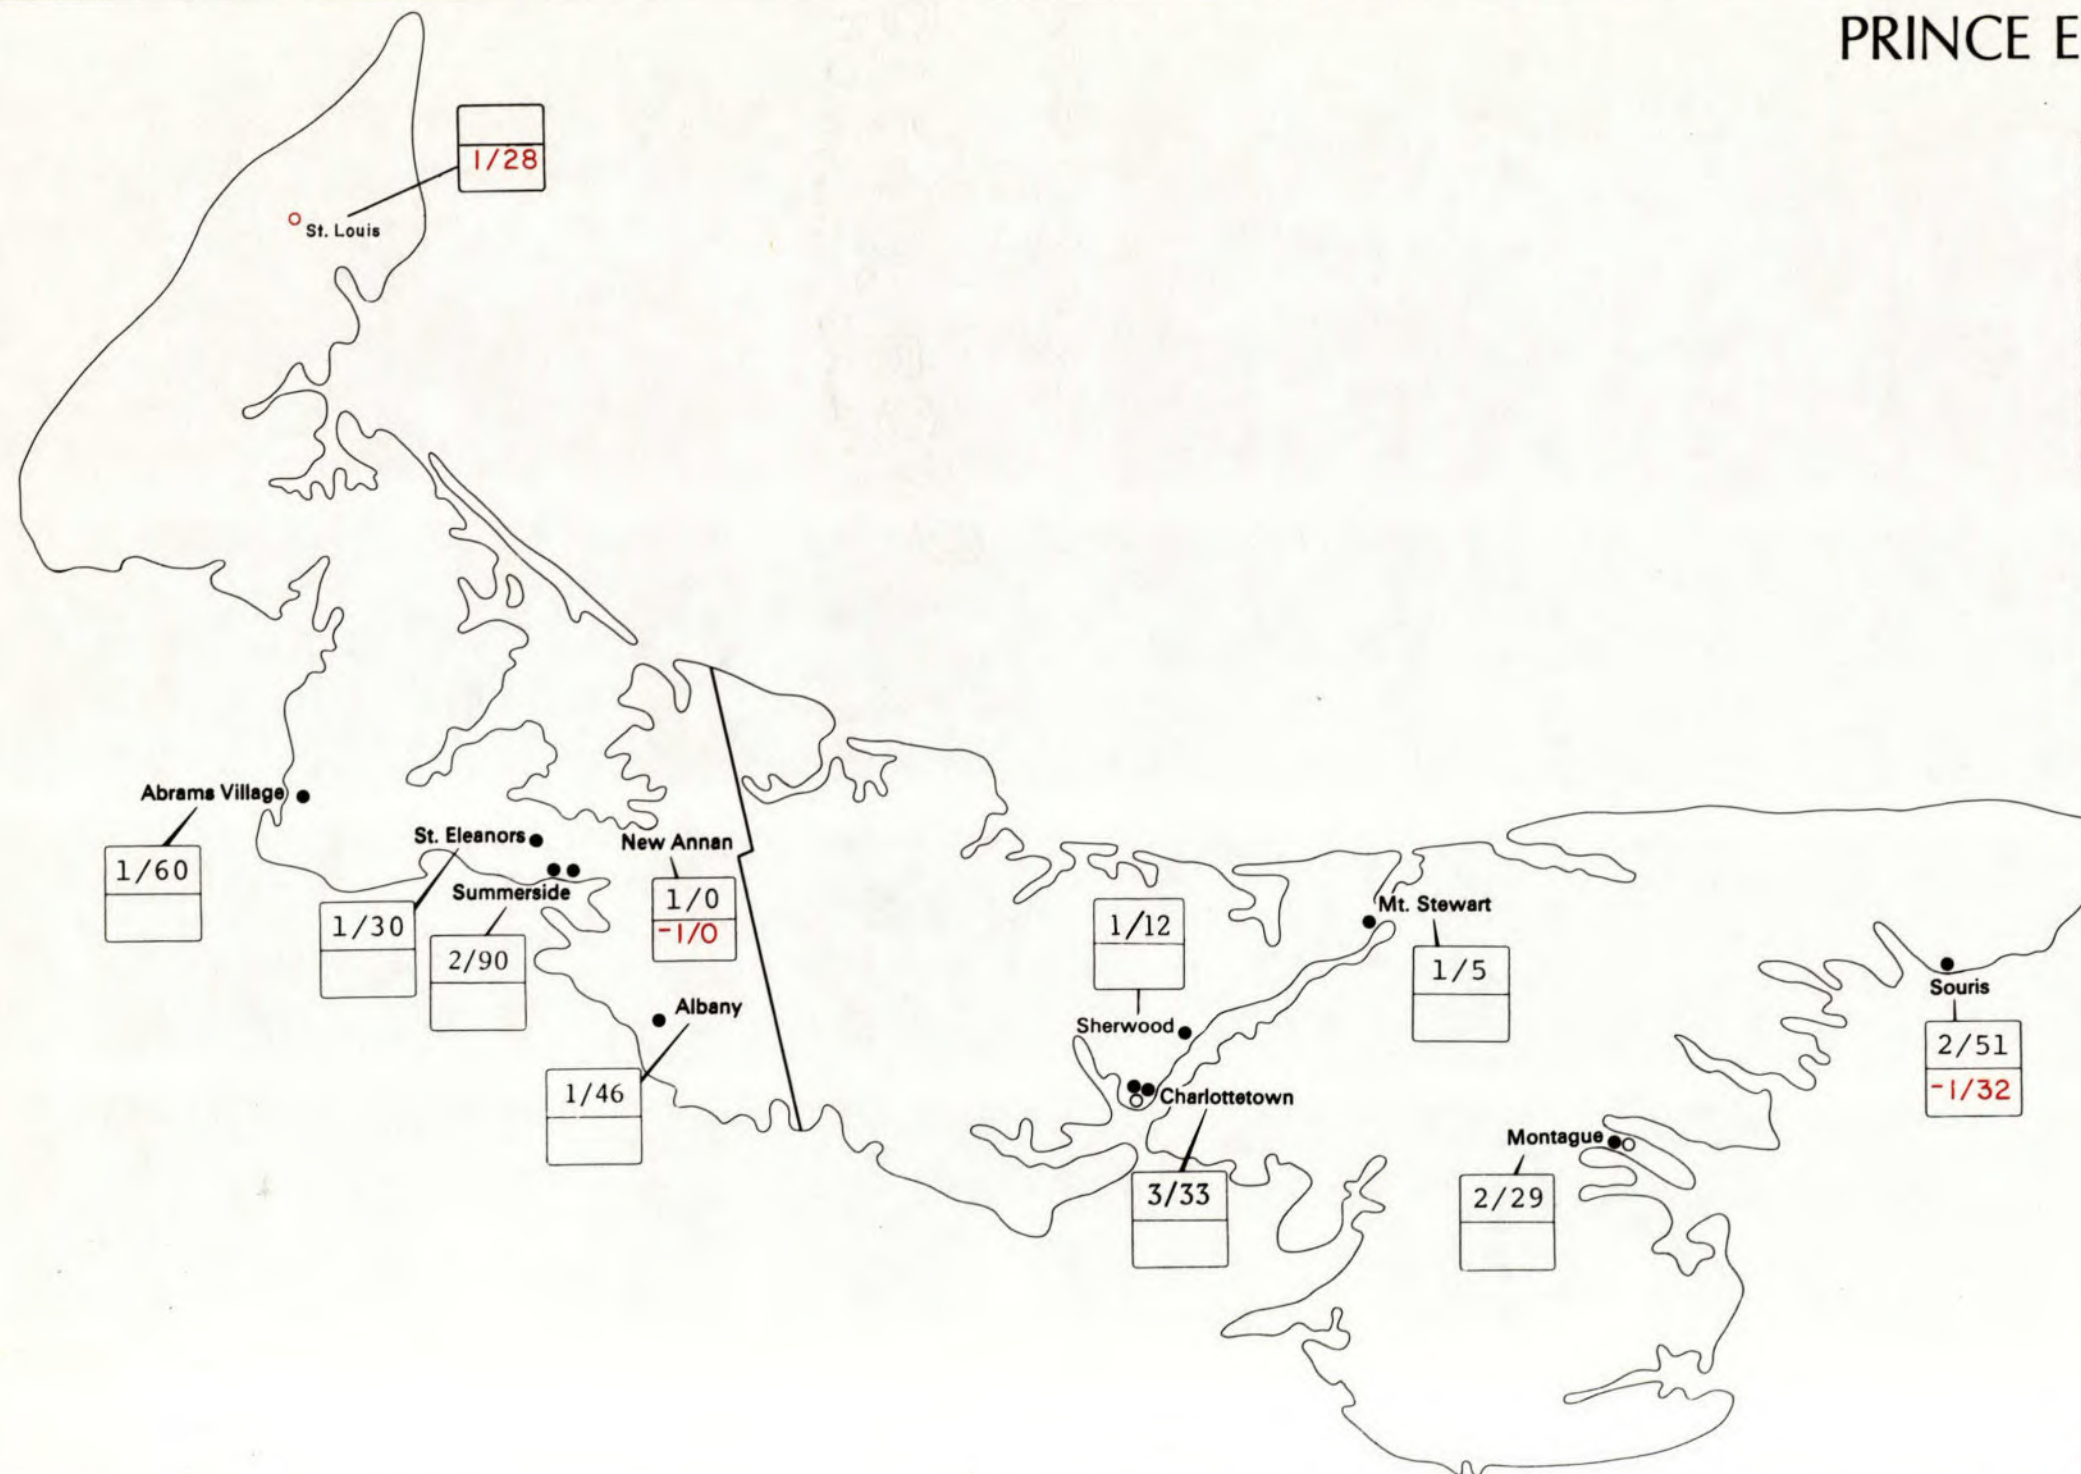 PRINCE E
1/28
St. Louis
Abrams Village
1/60
St. Eleanors
1/30
Summerside
2/90
New Annan
1/0
-1/0
Albany
1/46
1/12
Sherwood
Mt. Stewart
1/5
Charlottetown
3/33
Montague
2/29
Souris
2/51
-1/32